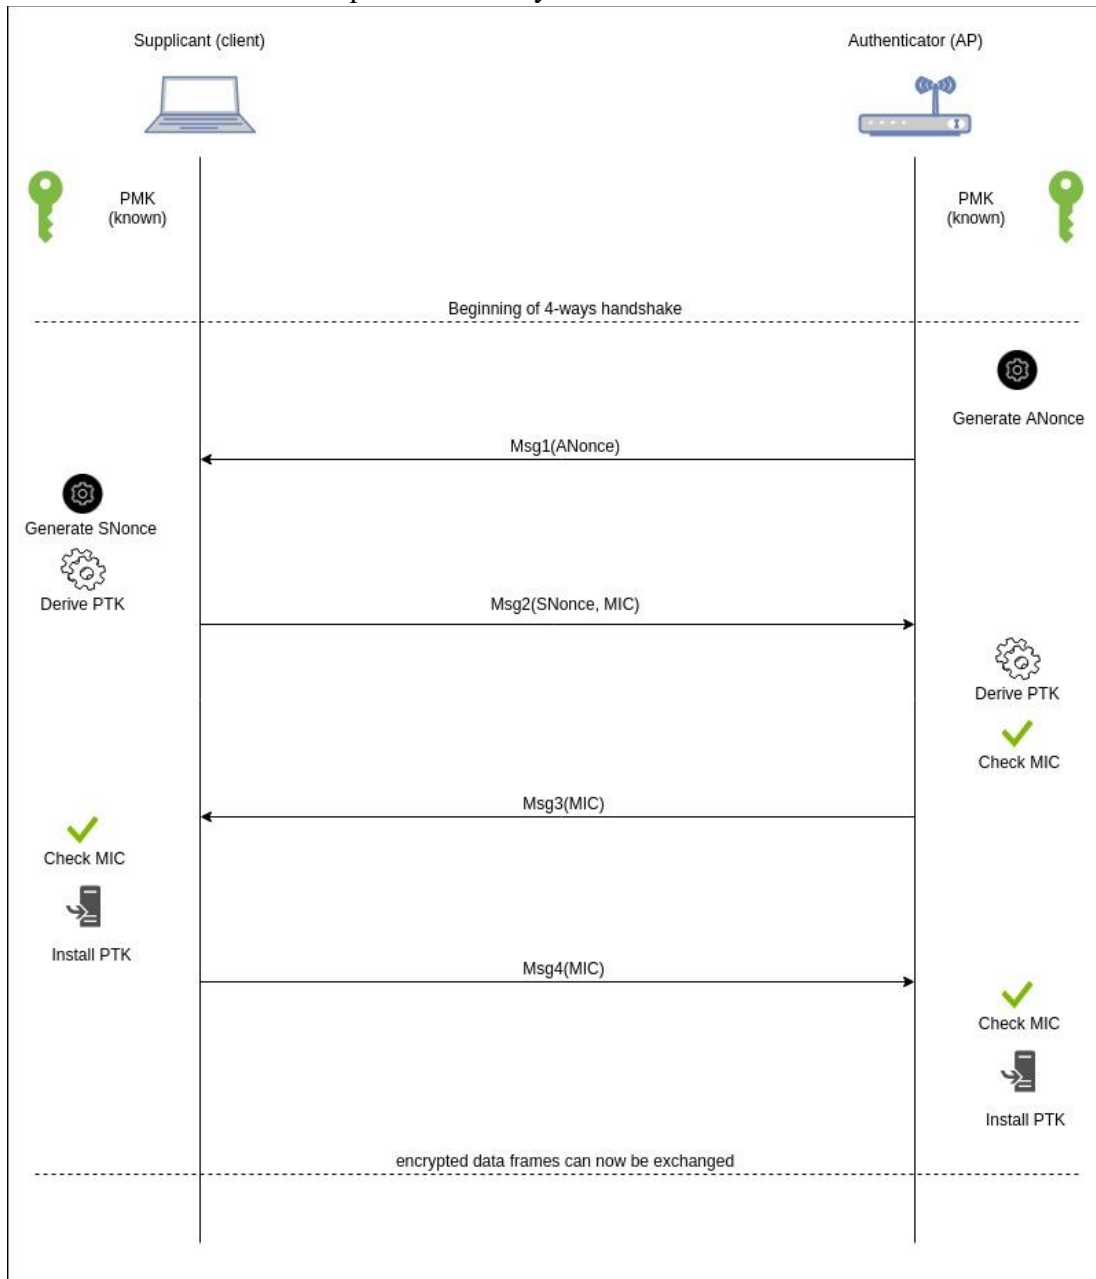 Supplicant (client)
Authenticator (AP)
PMK
(known)
PMK
(known)
Beginning of 4-ways handshake
Generate ANonce
Msg1(ANonce)
Generate SNonce
Derive PTK
Msg2(SNonce, MIC)
Derive PTK
Check MIC
Msg3(MIC)
Check MIC
Install PTK
Msg4(MIC)
Check MIC
Install PTK
encrypted data frames can now be exchanged